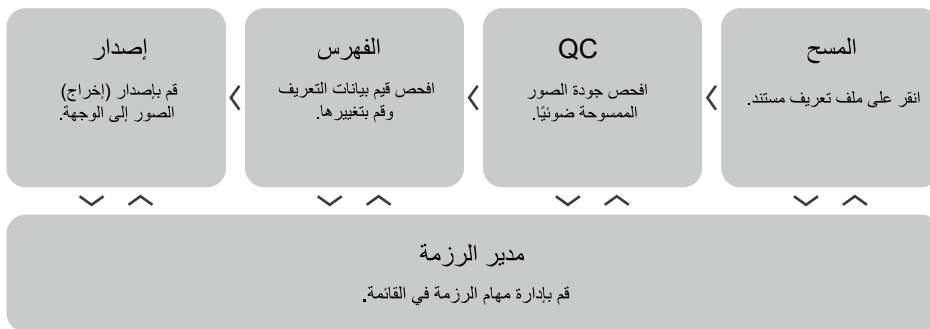 المسح
انقر على ملف تعريف مستند.
QC
افحص جودة الصور
الممسوحة ضوئيًا.
الفهرس
افحص قيم بيانات التعريف
وقم بتغييرها.
إصدار
قم بإصدار (إخراج)
الصور إلى الوجهة.
مدير الرزمة
قم بإدارة مهام الرزمة في القائمة.